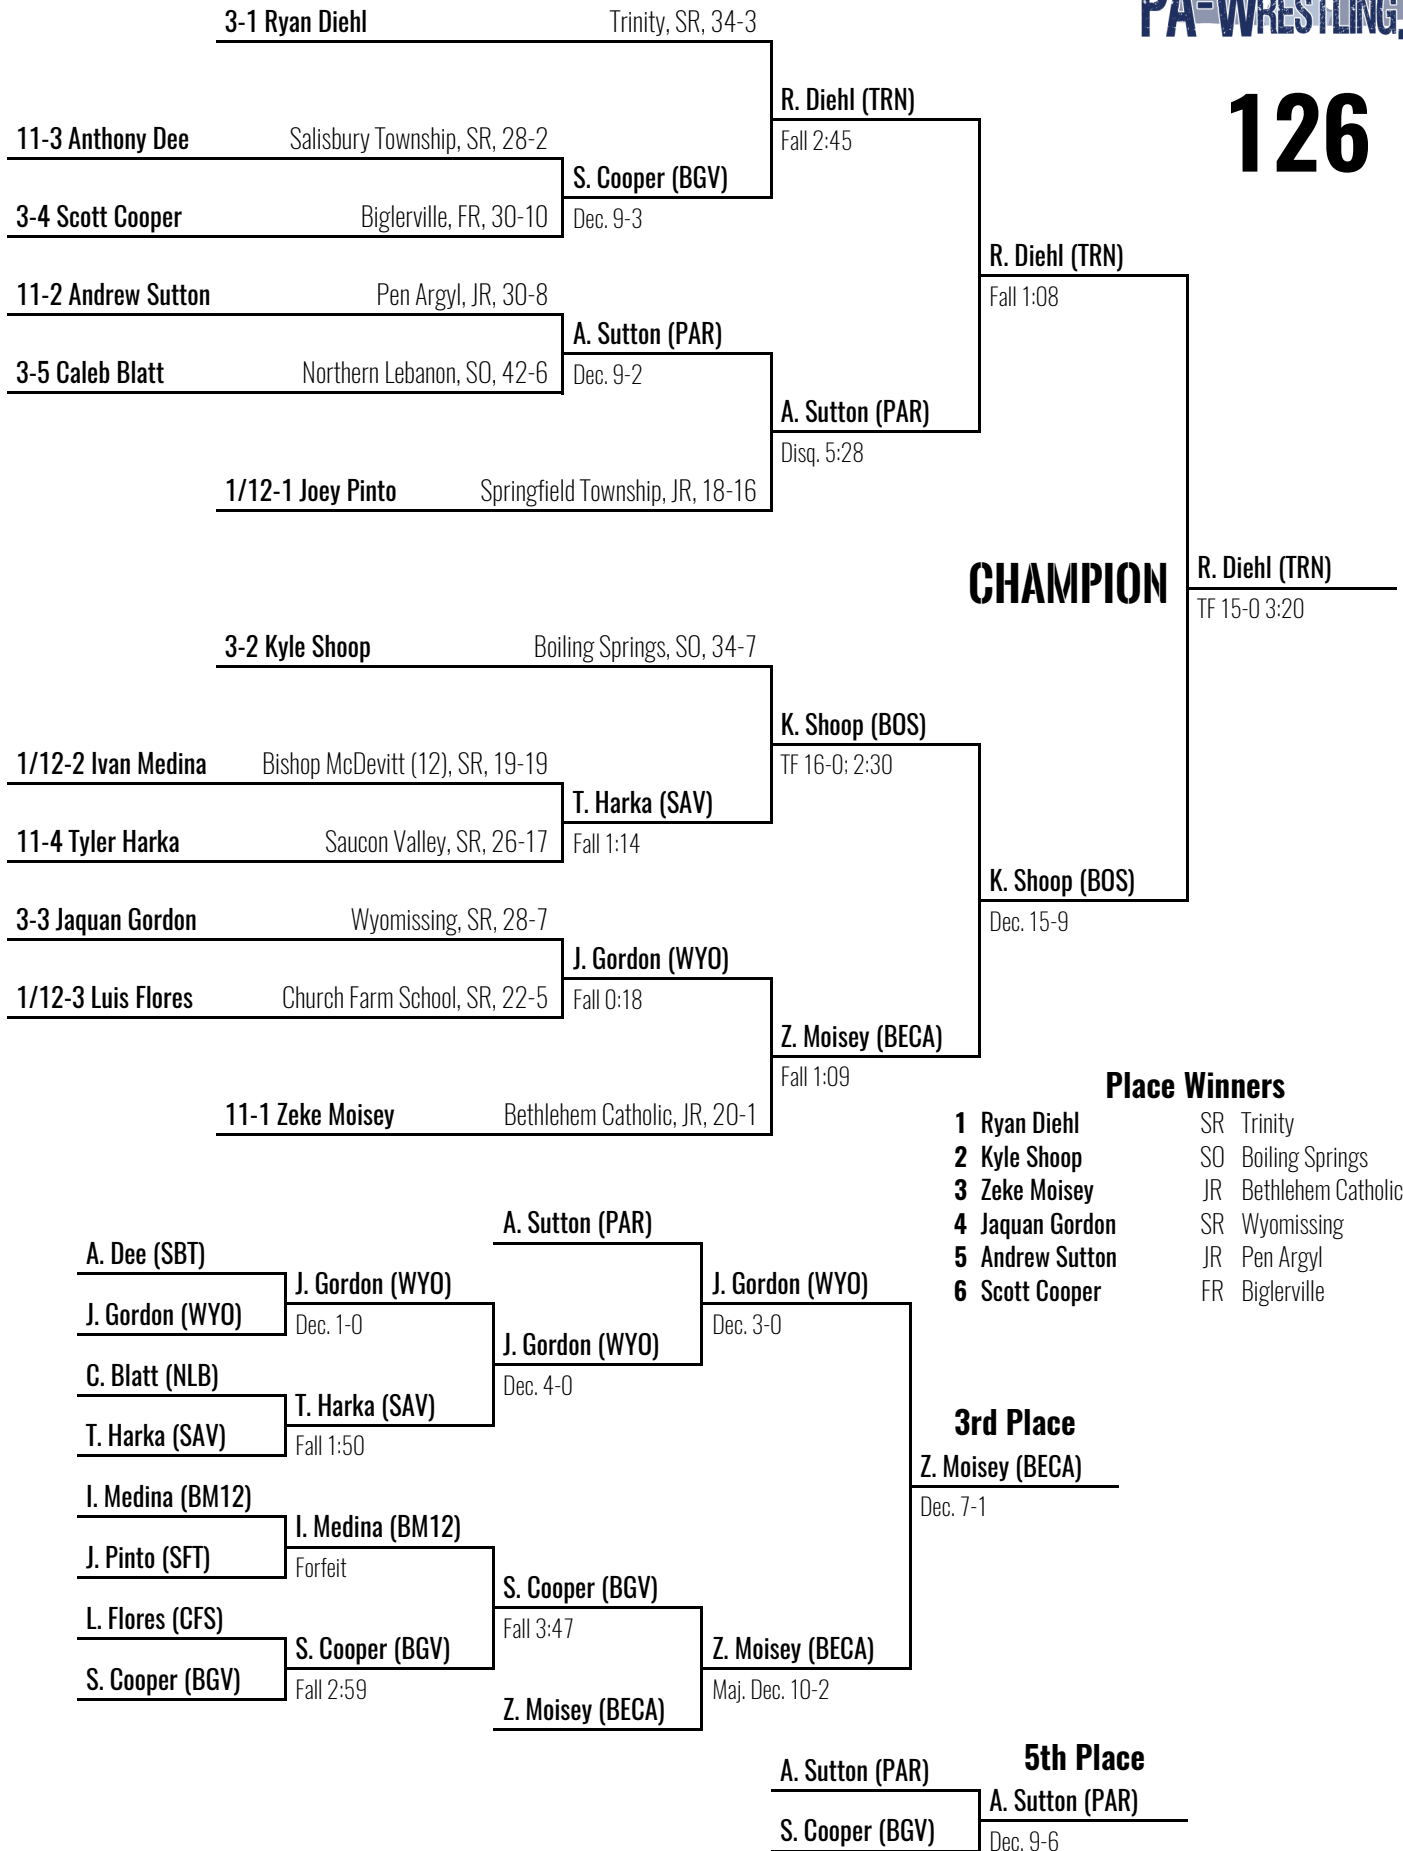 PA-WRESTLING.
126
3-1 Ryan Diehl Trinity, SR, 34-3
R. Diehl (TRN)
Fall 2:45
11-3 Anthony Dee Salisbury Township, SR, 28-2
S. Cooper (BGV)
Dec. 9-3
3-4 Scott Cooper Biglerville, FR, 30-10
R. Diehl (TRN)
Fall 1:08
11-2 Andrew Sutton Pen Argyl, JR, 30-8
A. Sutton (PAR)
Dec. 9-2
3-5 Caleb Blatt Northern Lebanon, SO, 42-6
A. Sutton (PAR)
Disq. 5:28
1/12-1 Joey Pinto Springfield Township, JR, 18-16
CHAMPION
R. Diehl (TRN)
TF 15-0 3:20
3-2 Kyle Shoop Boiling Springs, SO, 34-7
K. Shoop (BOS)
TF 16-0; 2:30
1/12-2 Ivan Medina Bishop McDevitt (12), SR, 19-19
T. Harka (SAV)
Fall 1:14
11-4 Tyler Harka Saucon Valley, SR, 26-17
K. Shoop (BOS)
Dec. 15-9
3-3 Jaquan Gordon Wyomissing, SR, 28-7
J. Gordon (WYO)
Fall 0:18
1/12-3 Luis Flores Church Farm School, SR, 22-5
Z. Moisey (BECA)
Fall 1:09
11-1 Zeke Moisey Bethlehem Catholic, JR, 20-1
Place Winners
1 Ryan Diehl SR Trinity
2 Kyle Shoop SO Boiling Springs
3 Zeke Moisey JR Bethlehem Catholic
4 Jaquan Gordon SR Wyomissing
5 Andrew Sutton JR Pen Argyl
6 Scott Cooper FR Biglerville
A. Sutton (PAR)
A. Dee (SBT)
J. Gordon (WYO)
J. Gordon (WYO)
Dec. 1-0
J. Gordon (WYO)
Dec. 3-0
J. Gordon (WYO)
Dec. 4-0
C. Blatt (NLB)
T. Harka (SAV)
Fall 1:50
T. Harka (SAV)
3rd Place
Z. Moisey (BECA)
Dec. 7-1
I. Medina (BM12)
I. Medina (BM12)
Forfeit
J. Pinto (SFT)
S. Cooper (BGV)
Fall 3:47
L. Flores (CFS)
S. Cooper (BGV)
Fall 2:59
S. Cooper (BGV)
Z. Moisey (BECA)
Maj. Dec. 10-2
Z. Moisey (BECA)
5th Place
A. Sutton (PAR)
A. Sutton (PAR)
Dec. 9-6
S. Cooper (BGV)